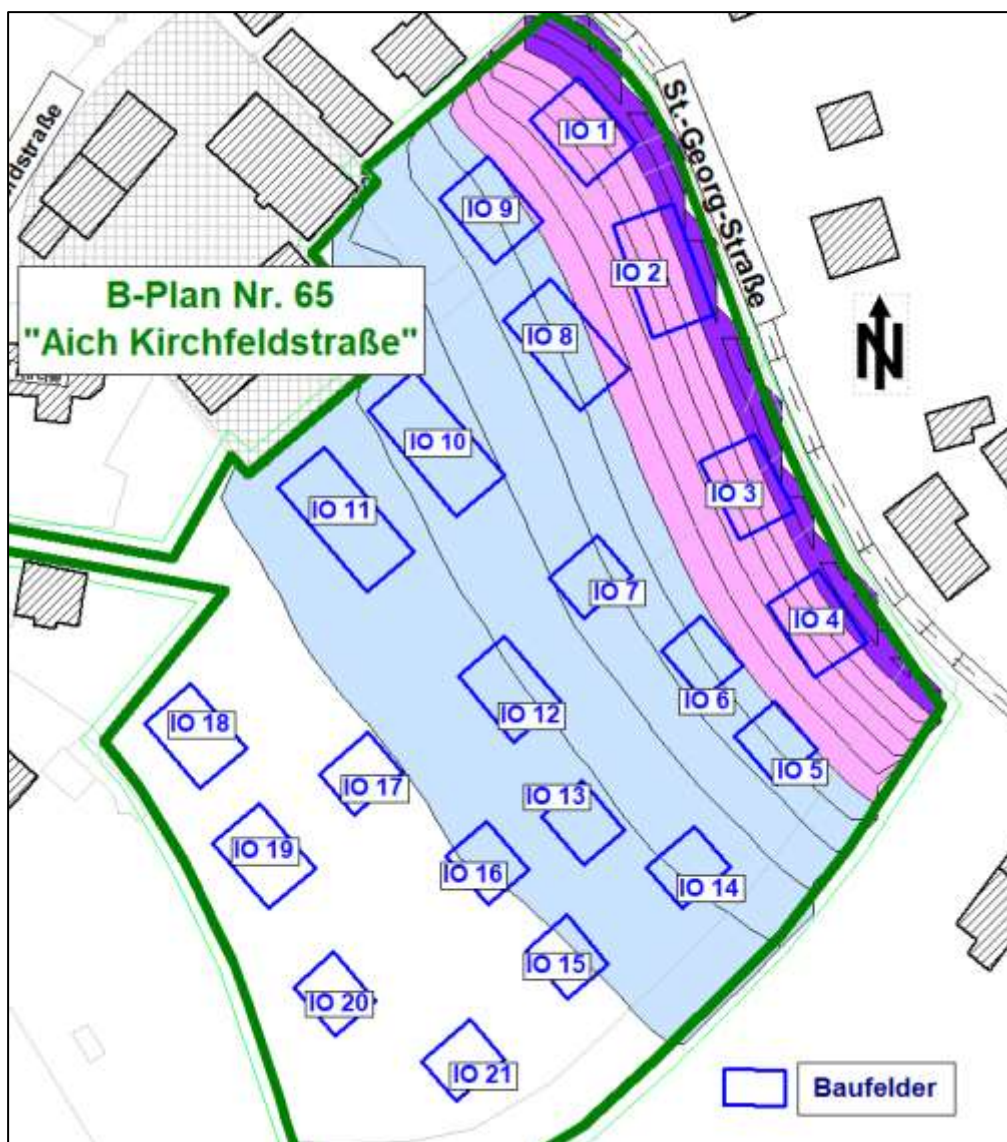 St.-Georg-Straße
dstraße
B-Plan Nr. 65
"Aich Kirchfeldstraße"
IO 1
IO 9
IO 2
IO 8
N
IO 10
IO 3
IO 11
IO 7
IO 4
IO 6
IO 12
IO 18
IO 5
IO 17
IO 13
IO 19
IO 16
IO 14
IO 15
IO 20
IO 21
Baufelder